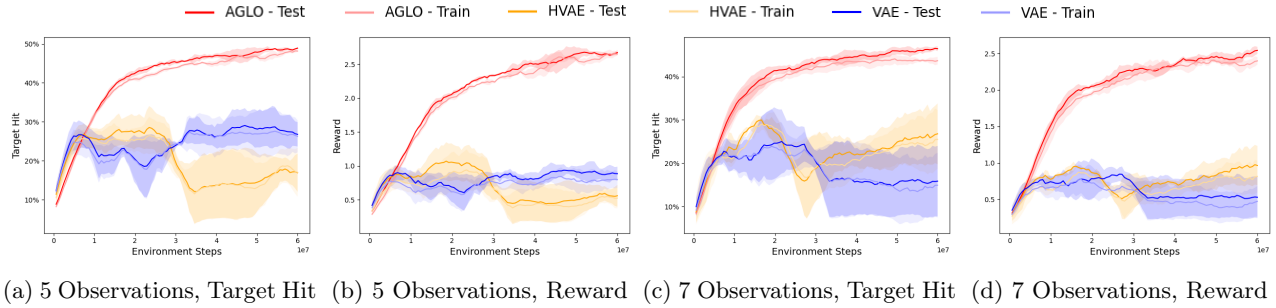 AGLO - Test AGLO - Train HVAE - Test HVAE - Train VAE - Test VAE - Train
50%
40%
30%
20%
10%
Target Hit
0 1 2 3 4 5 6
1e7
Environment Steps
2.5
2.0
1.5
1.0
0.5
Reward
0 1 2 3 4 5 6
1e7
Environment Steps
40%
30%
20%
10%
Target Hit
0 1 2 3 4 5 6
1e7
Environment Steps
2.5
2.0
1.5
1.0
0.5
Reward
0 1 2 3 4 5 6
1e7
Environment Steps
(a) 5 Observations, Target Hit (b) 5 Observations, Reward (c) 7 Observations, Target Hit (d) 7 Observations, Reward